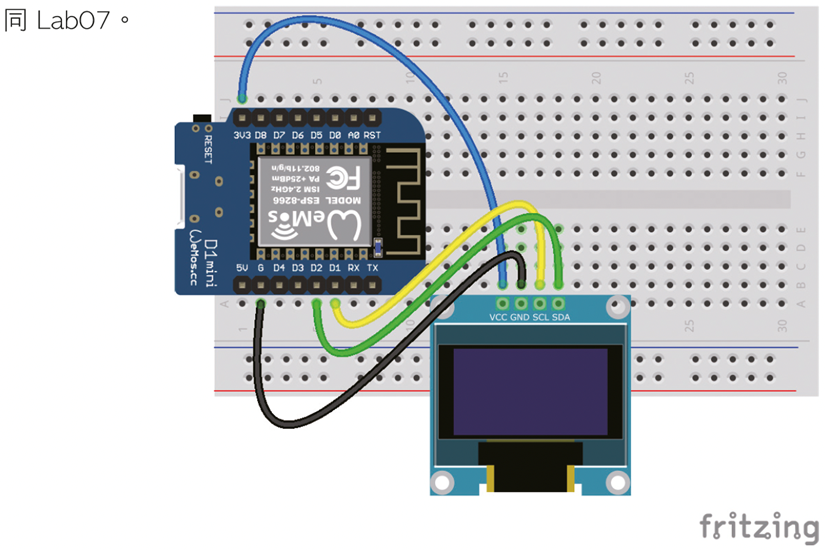 同 Lab07。
J
I
H
G
F
E
D
C
B
A
1
5
10
15
20
25
30
3V3 D8 D7 D6 D5 D0 A0 RST
RESET
MODEL ESP-8266
ISM 2.4GHz
PA +25dBm
802.11b/g/n
FC
WeMos
D1 mini
WeMos.cc
5V G D4 D3 D2 D1 RX TX
J
I
H
G
F
E
D
C
B
A
25
30
VCC GND SCL SDA
fritzing